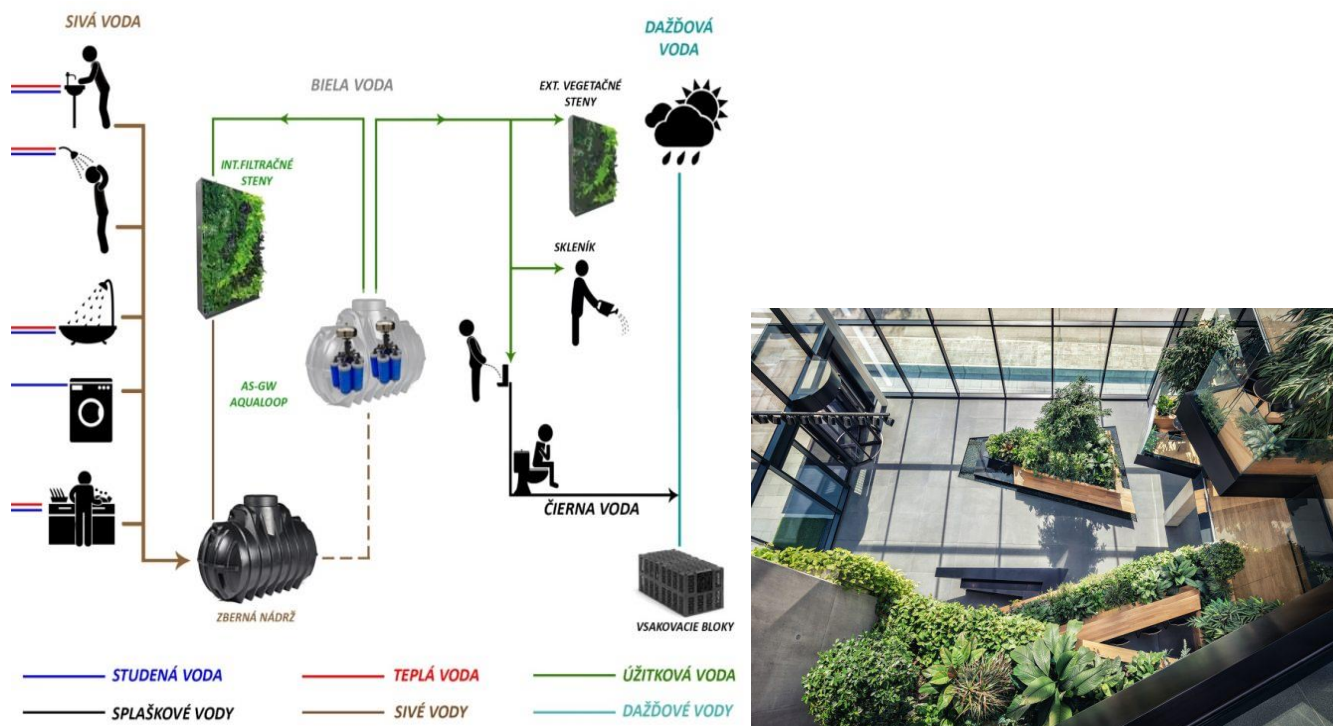 SIVÁ VODA
DAŽĎOVÁ
VODA
BIELA VODA
EXT. VEGETAČNÉ
STENY
INT.FILTRAČNÉ
STENY
SKLENÍK
AS-GW
AQUALOOP
ČIERNA VODA
ZBERNÁ NÁDRŽ
VSAKOVACIE BLOKY
STUDENÁ VODA
TEPLÁ VODA
ÚŽITKOVÁ VODA
SPLAŠKOVÉ VODY
SIVÉ VODY
DAŽĎOVÉ VODY